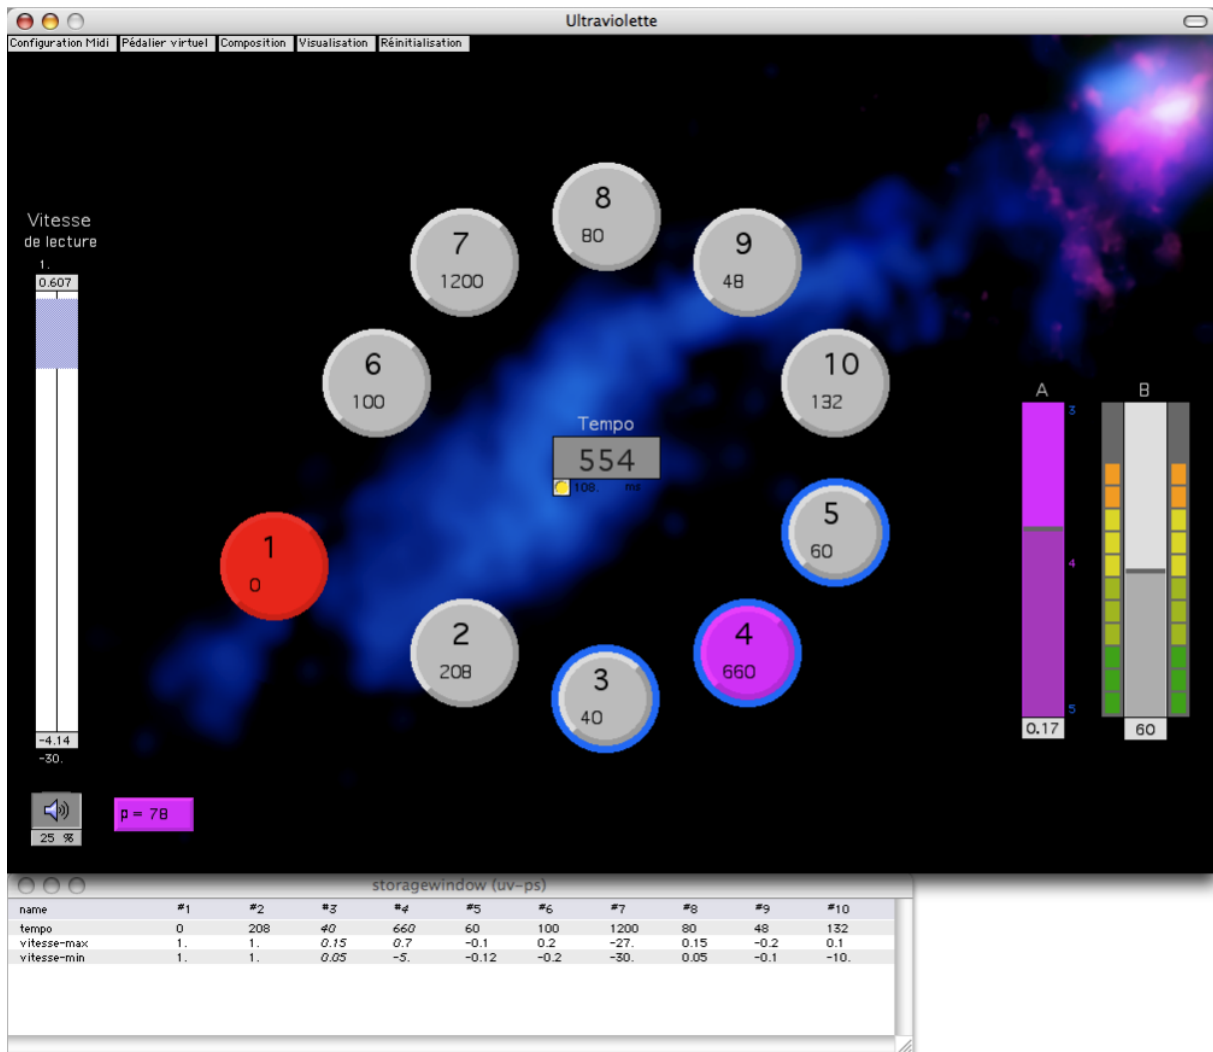 Ultraviolette
Configuration Midi Pédalier virtuel Composition Visualisation Réinitialisation
Vitesse
de lecture
1.
0.607
-4.14
-30.
25 %
p = 78
8
80
7
1200
9
48
6
100
10
132
Tempo
554
108. ms
5
60
1
0
4
660
2
208
3
40
A
3
4
5
0.17
B
60
storagewindow (uv-ps)
name #1 #2 #3 #4 #5 #6 #7 #8 #9 #10
tempo 0 208 40 660 60 100 1200 80 48 132
vitesse-max 1. 1. 0.15 0.7 -0.1 0.2 -27. 0.15 -0.2 0.1
vitesse-min 1. 1. 0.05 -5. -0.12 -0.2 -30. 0.05 -0.1 -10.